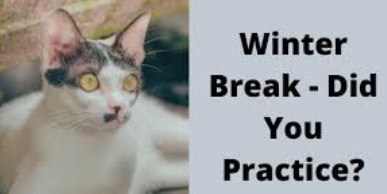 Winter
Break - Did
You
Practice?